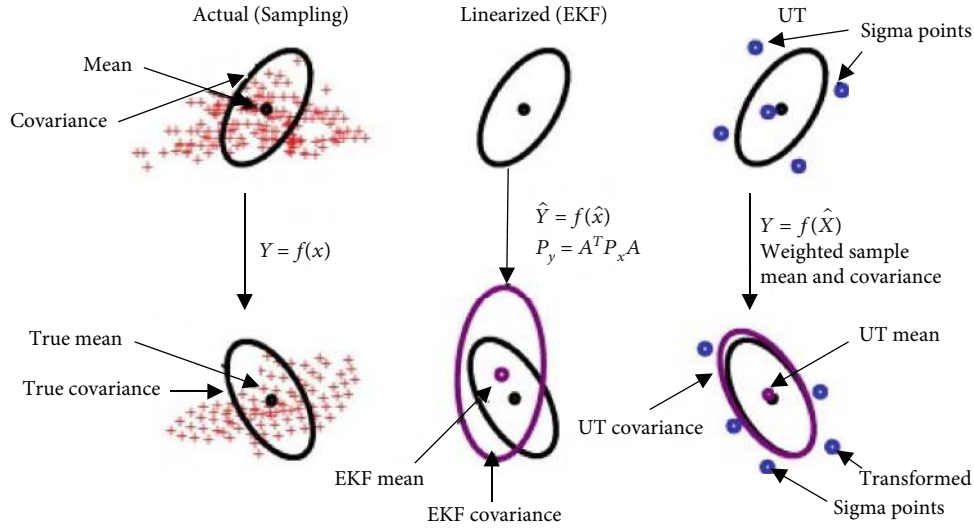 Actual (Sampling)
Linearized (EKF)
UT
Mean
Covariance
Sigma points
Y = f(x)
Ŷ = f(x̂)
P_y = A^T P_x A
Y = f(X̂)
Weighted sample
mean and covariance
True mean
True covariance
EKF mean
EKF covariance
UT mean
UT covariance
Transformed
Sigma points